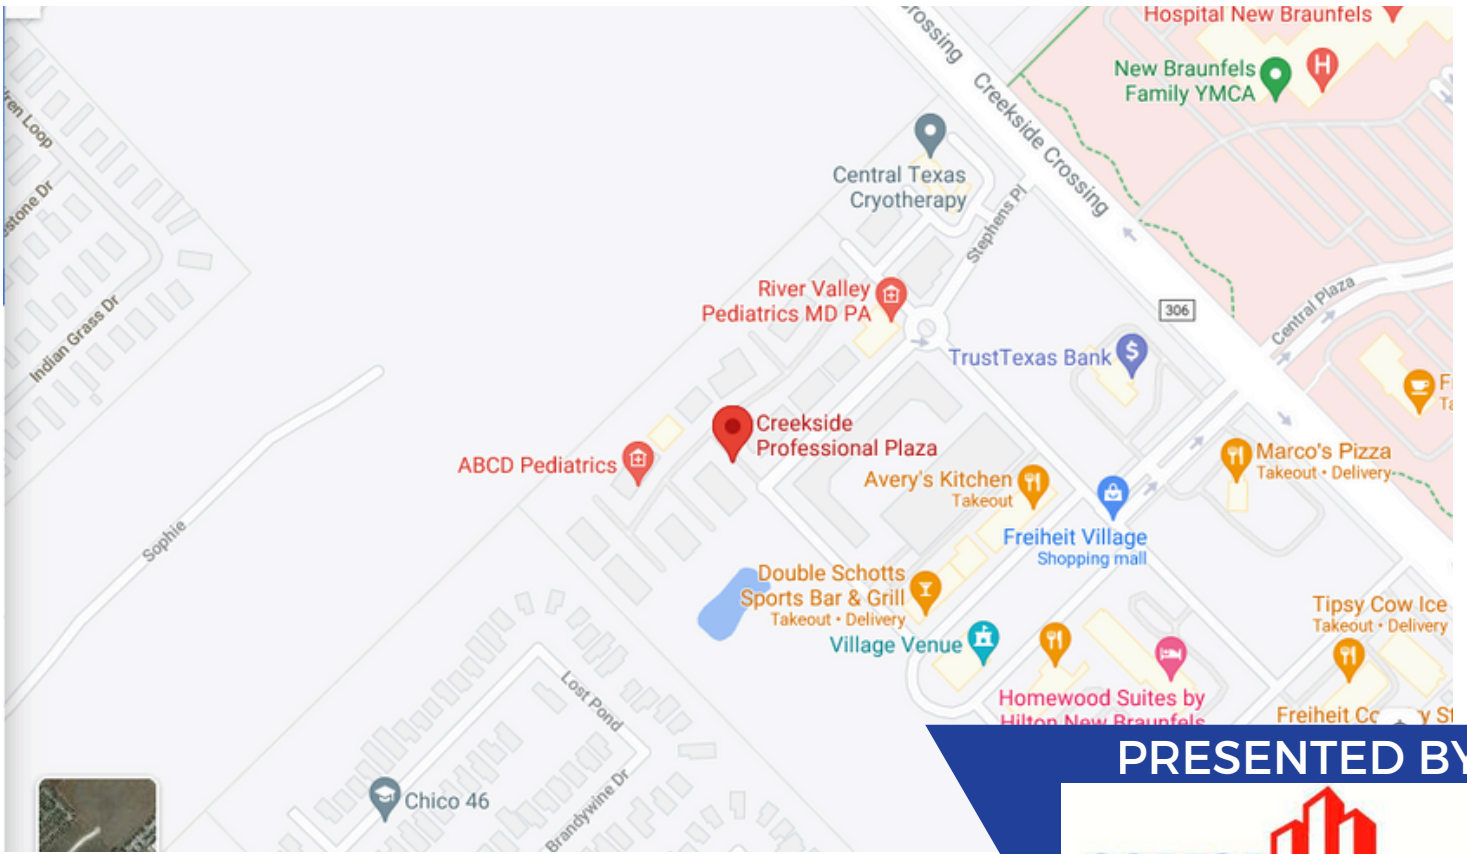 Crossing
Creekside Crossing
Hospital New Braunfels
New Braunfels
Family YMCA
H
Central Texas
Cryotherapy
Stephens Pl
River Valley
Pediatrics MD PA
306
Central Plaza
TrustTexas Bank
$
Creekside
Professional Plaza
ABCD Pediatrics
Avery's Kitchen
Takeout
Marco's Pizza
Takeout • Delivery
Freiheit Village
Shopping mall
Double Schotts
Sports Bar & Grill
Takeout • Delivery
Village Venue
Tipsy Cow Ice
Takeout • Delivery
Homewood Suites by
Hilton New Braunfels
Freiheit
Loop
Indian Grass Dr
Sophie
Lost Pond
Brandywine Dr
Chico 46
PRESENTED BY